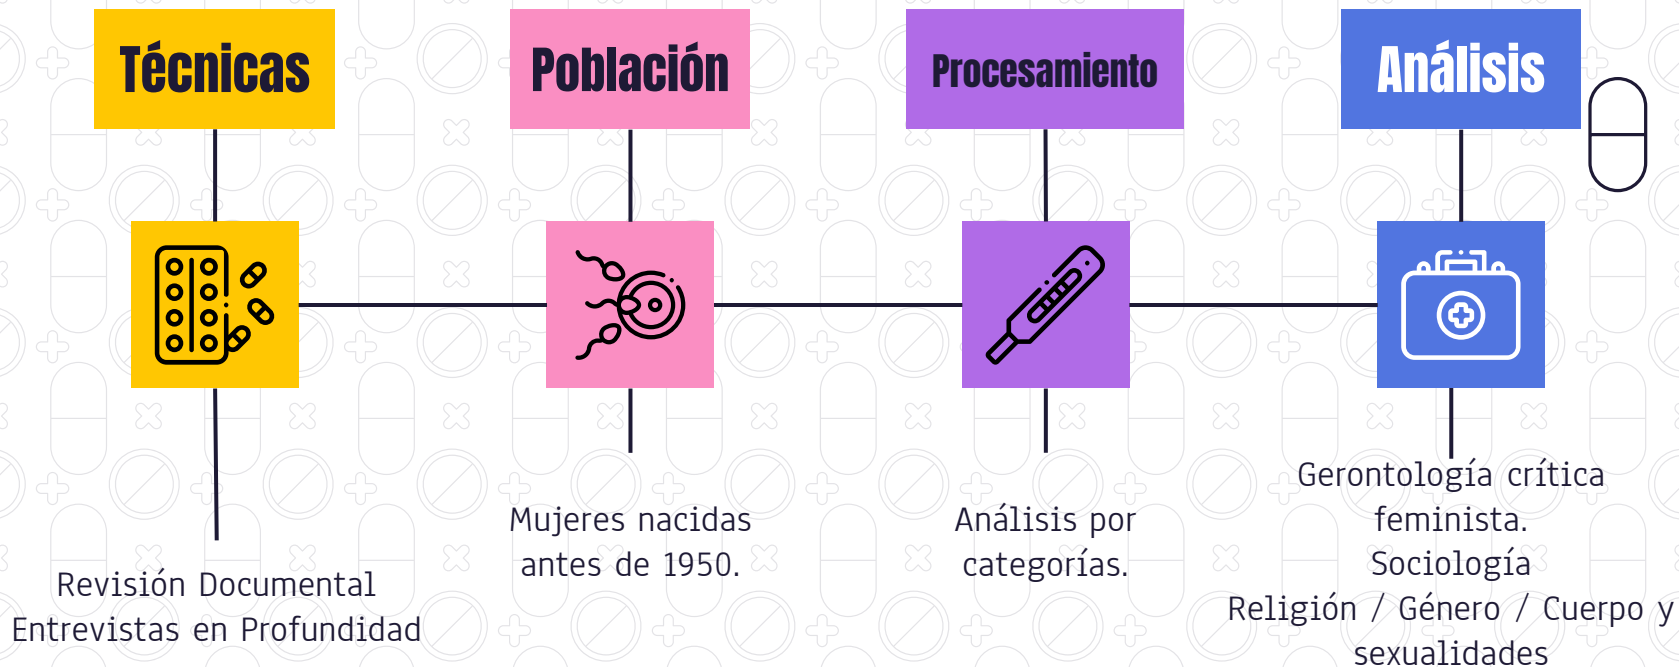 Técnicas
Población
Procesamiento
Análisis
Revisión Documental
Entrevistas en Profundidad
Mujeres nacidas
antes de 1950.
Análisis por
categorías.
Gerontología crítica
feminista.
Sociología
Religión / Género / Cuerpo y
sexualidades